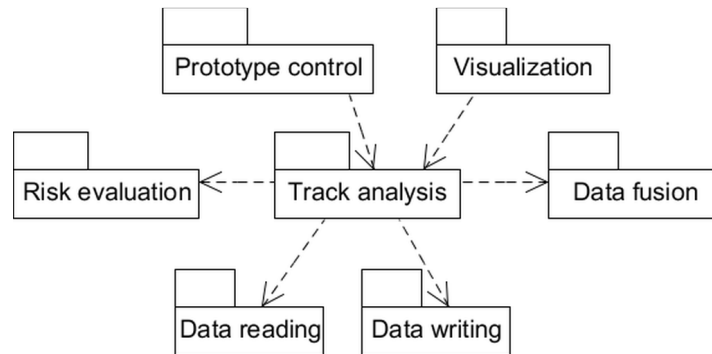 Prototype control
Visualization
Risk evaluation
Track analysis
Data fusion
Data reading
Data writing